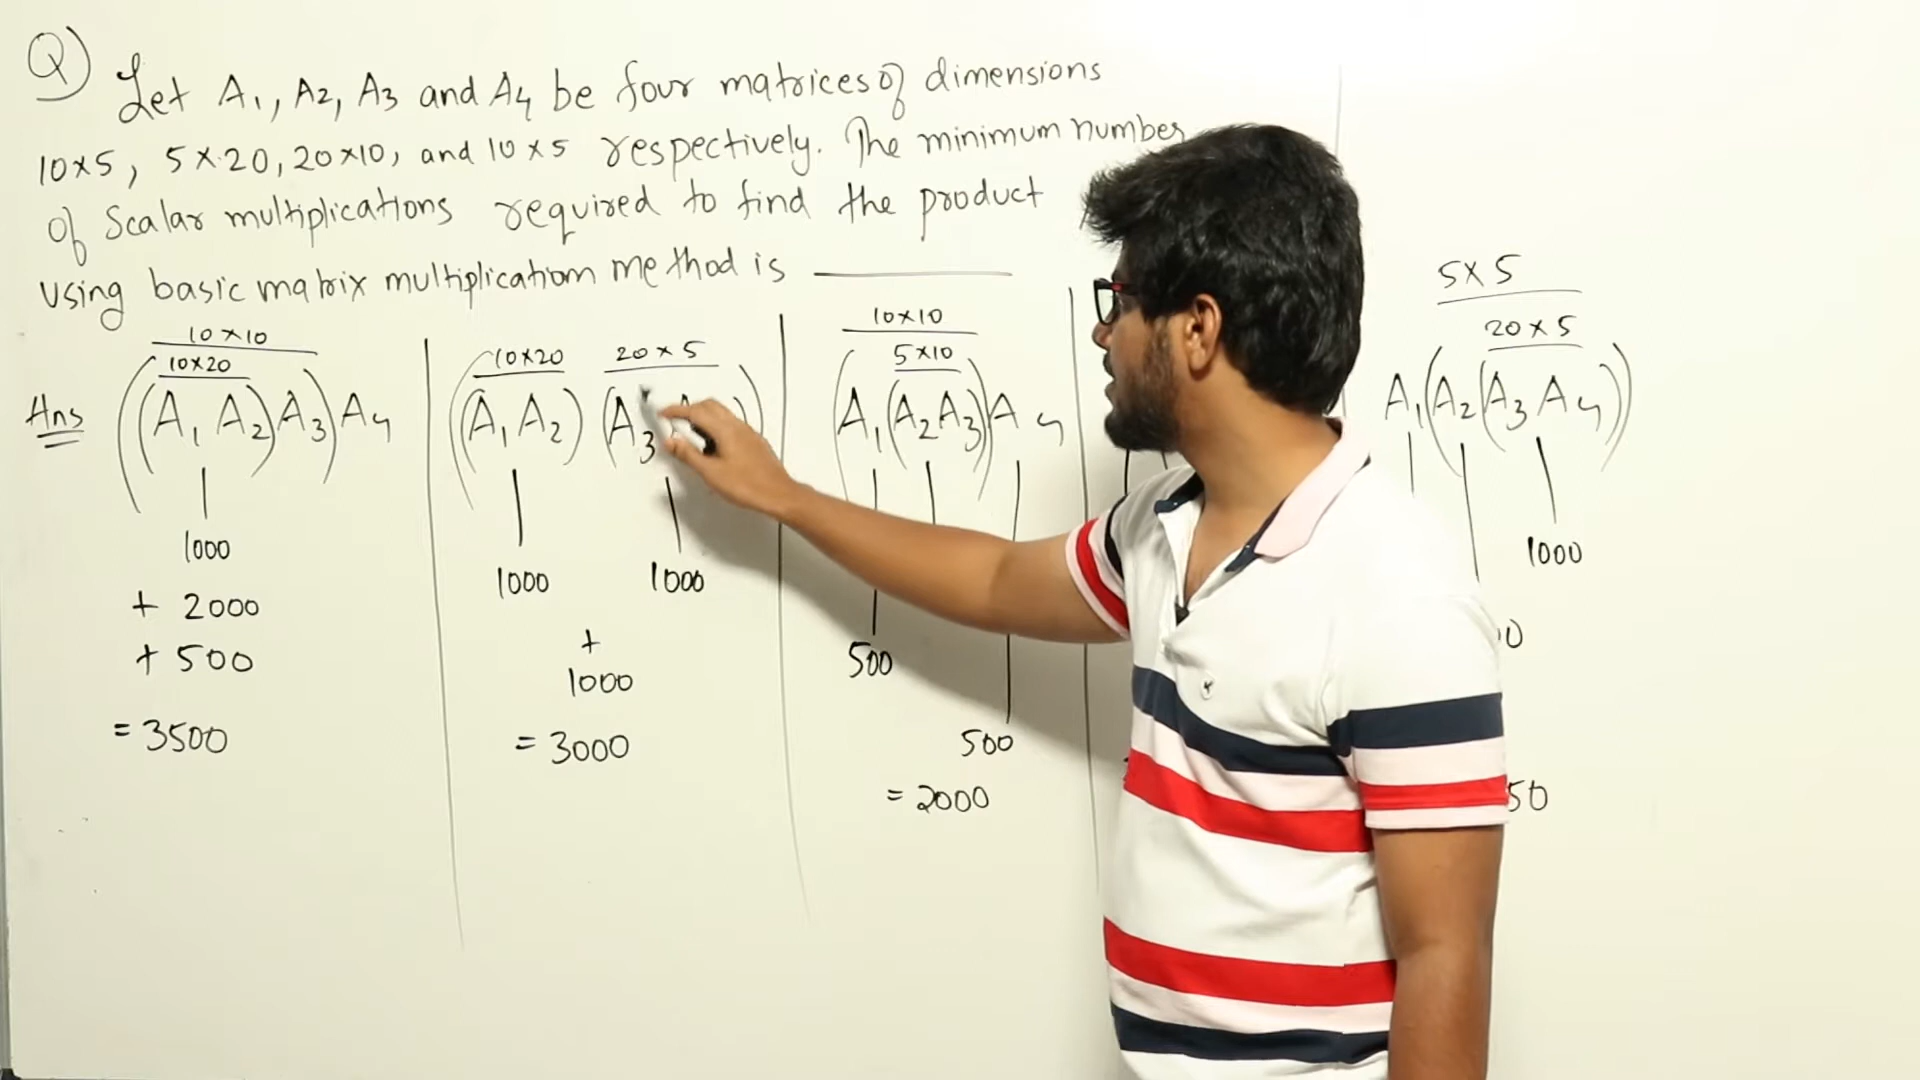 Q) Let A1, A2, A3 and A4 be four matrices of dimensions
10×5, 5×20, 20×10, and 10×5 respectively. The minimum number
of Scalar multiplications required to find the product
using basic matrix multiplication method is ______
Ans
10×10
10×20
((A1 A2) A3) A4
1000
+ 2000
+ 500
= 3500
10×20 20×5
((A1 A2) (A3
1000 1000
+
1000
= 3000
10×10
5×10
(A1 (A2 A3)) A4
500
500
= 2000
5×5
20×5
A1 (A2 (A3 A4))
1000
50